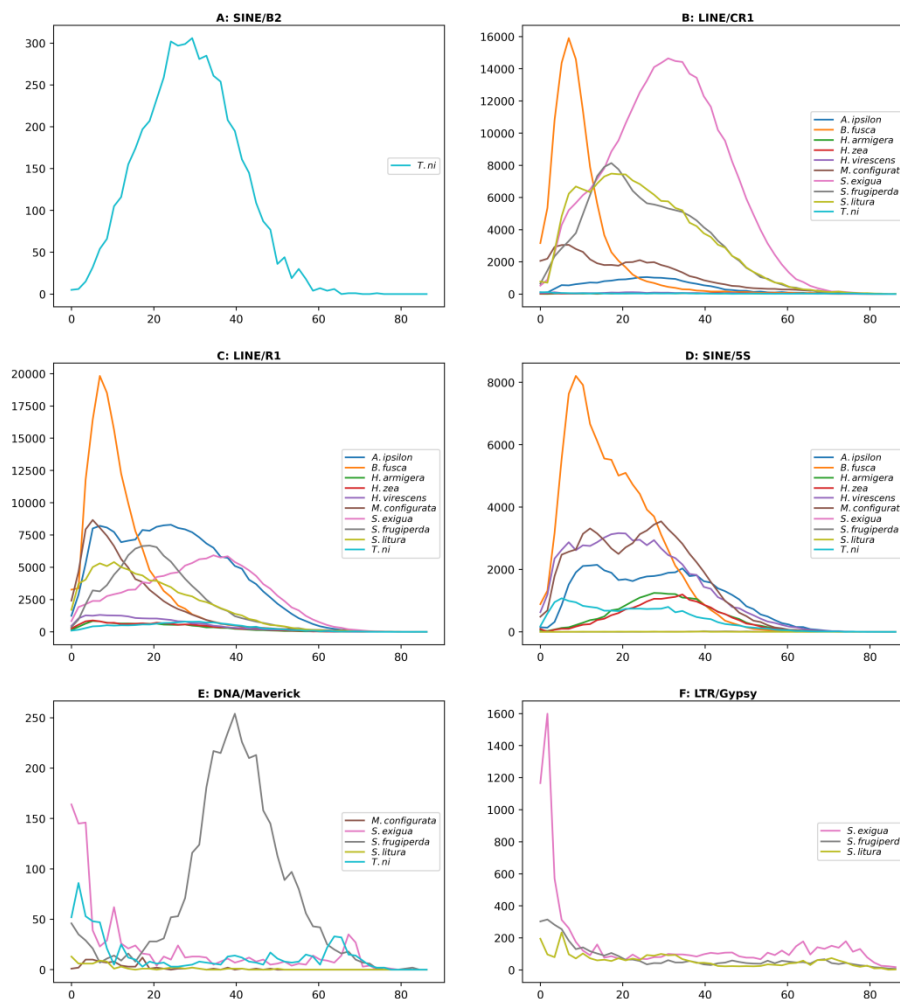 A: SINE/B2
300
250
200
150
100
50
0
T. ni
0 20 40 60 80
B: LINE/CR1
16000
14000
12000
10000
8000
6000
4000
2000
0
A. ipsilon
B. fusca
H. armigera
H. zea
H. virescens
M. configurata
S. exigua
S. frugiperda
S. litura
T. ni
0 20 40 60 80
C: LINE/R1
20000
17500
15000
12500
10000
7500
5000
2500
0
A. ipsilon
B. fusca
H. armigera
H. zea
H. virescens
M. configurata
S. exigua
S. frugiperda
S. litura
T. ni
0 20 40 60 80
D: SINE/5S
8000
6000
4000
2000
0
A. ipsilon
B. fusca
H. armigera
H. zea
H. virescens
M. configurata
S. exigua
S. frugiperda
S. litura
T. ni
0 20 40 60 80
E: DNA/Maverick
250
200
150
100
50
0
M. configurata
S. exigua
S. frugiperda
S. litura
T. ni
0 20 40 60 80
F: LTR/Gypsy
1600
1400
1200
1000
800
600
400
200
0
S. exigua
S. frugiperda
S. litura
0 20 40 60 80